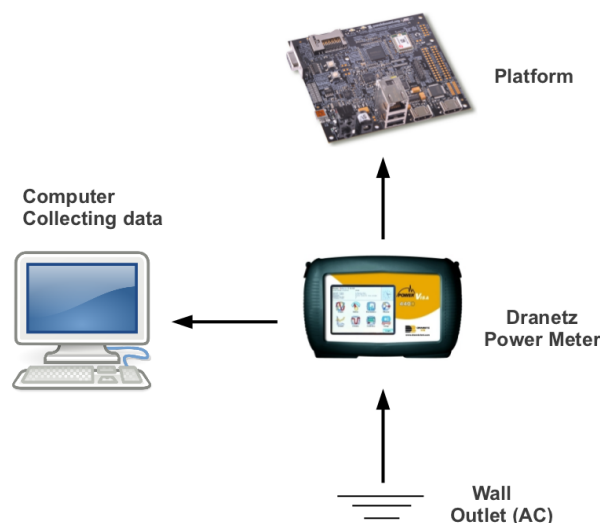 Platform
Computer
Collecting data
Dranetz
Power Meter
Wall
Outlet (AC)